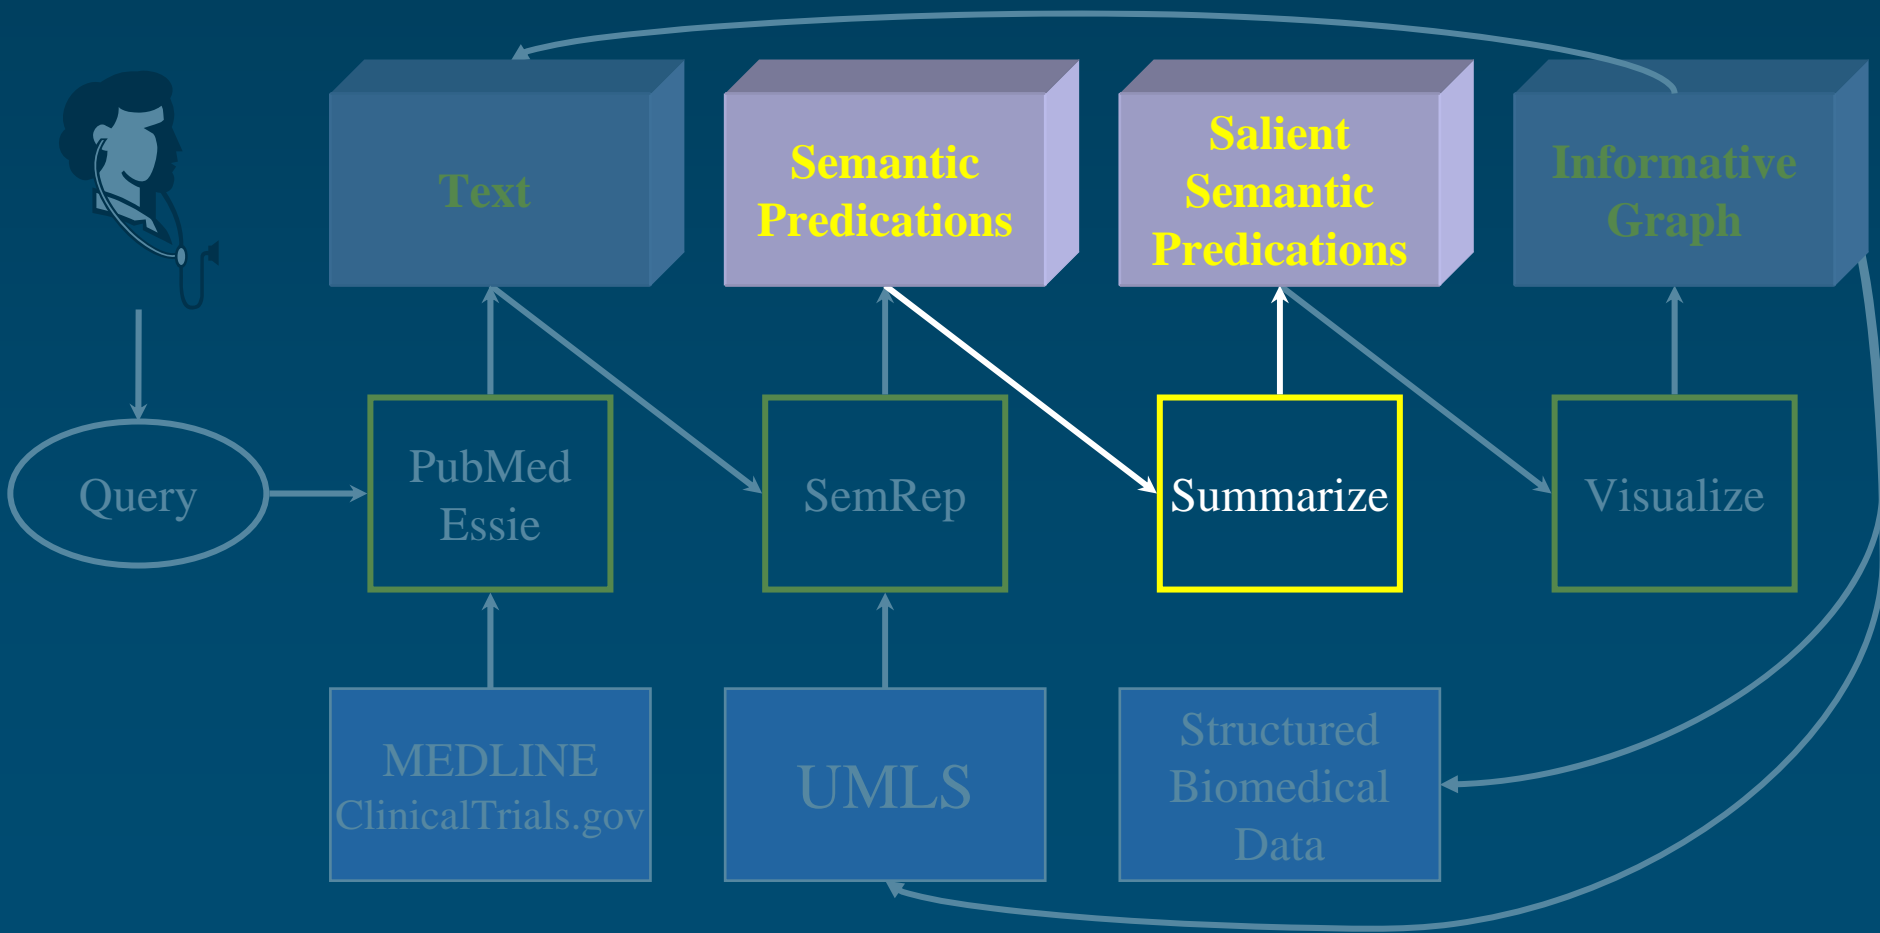 Text
Semantic
Predications
Salient
Semantic
Predications
Informative
Graph
Query
PubMed
Essie
SemRep
Summarize
Visualize
MEDLINE
ClinicalTrials.gov
UMLS
Structured
Biomedical
Data